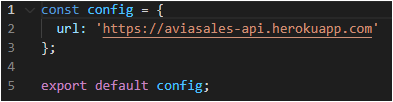 1 const config = {
2 url: 'https://aviasales-api.herokuapp.com'
3 };
4
5 export default config;